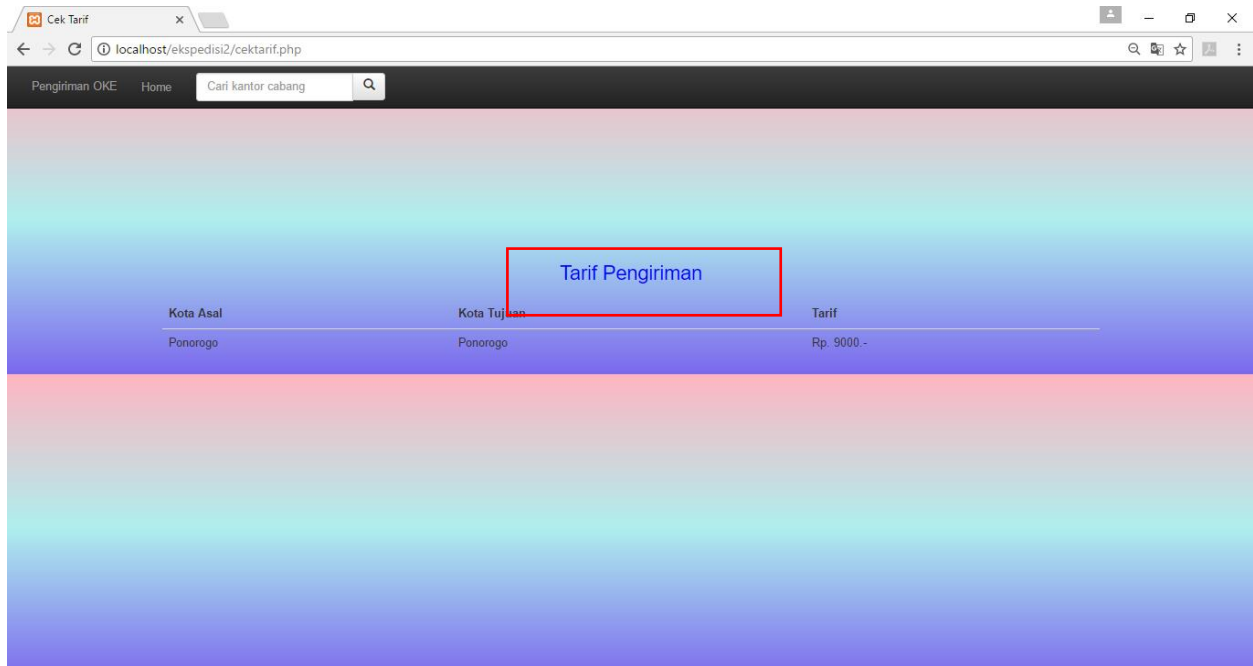 Cek Tarif
localhost/ekspedisi2/cektarif.php
Pengiriman OKE Home Cari kantor cabang
Tarif Pengiriman
Kota Asal Kota Tujuan Tarif
Ponorogo Ponorogo Rp. 9000.-